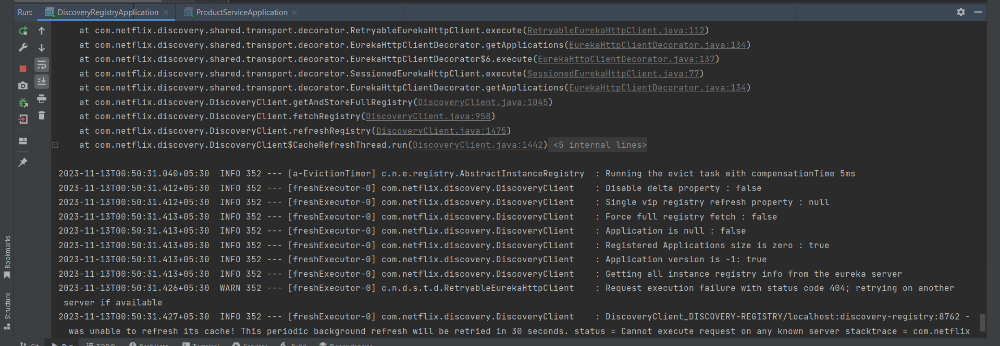 Run: DiscoveryRegistryApplication × ProductServiceApplication ×
at com.netflix.discovery.shared.transport.decorator.RetryableEurekaHttpClient.execute(RetryableEurekaHttpClient.java:112)
at com.netflix.discovery.shared.transport.decorator.EurekaHttpClientDecorator.getApplications(EurekaHttpClientDecorator.java:134)
at com.netflix.discovery.shared.transport.decorator.EurekaHttpClientDecorator$6.execute(EurekaHttpClientDecorator.java:137)
at com.netflix.discovery.shared.transport.decorator.SessionedEurekaHttpClient.execute(SessionedEurekaHttpClient.java:77)
at com.netflix.discovery.shared.transport.decorator.EurekaHttpClientDecorator.getApplications(EurekaHttpClientDecorator.java:134)
at com.netflix.discovery.DiscoveryClient.getAndStoreFullRegistry(DiscoveryClient.java:1045)
at com.netflix.discovery.DiscoveryClient.fetchRegistry(DiscoveryClient.java:958)
at com.netflix.discovery.DiscoveryClient.refreshRegistry(DiscoveryClient.java:1475)
at com.netflix.discovery.DiscoveryClient$CacheRefreshThread.run(DiscoveryClient.java:1442) <5 internal lines>
2023-11-13T00:50:31.040+05:30  INFO 352 --- [a-EvictionTimer] c.n.e.registry.AbstractInstanceRegistry  : Running the evict task with compensationTime 5ms
2023-11-13T00:50:31.412+05:30  INFO 352 --- [freshExecutor-0] com.netflix.discovery.DiscoveryClient    : Disable delta property : false
2023-11-13T00:50:31.412+05:30  INFO 352 --- [freshExecutor-0] com.netflix.discovery.DiscoveryClient    : Single vip registry refresh property : null
2023-11-13T00:50:31.413+05:30  INFO 352 --- [freshExecutor-0] com.netflix.discovery.DiscoveryClient    : Force full registry fetch : false
2023-11-13T00:50:31.413+05:30  INFO 352 --- [freshExecutor-0] com.netflix.discovery.DiscoveryClient    : Application is null : false
2023-11-13T00:50:31.413+05:30  INFO 352 --- [freshExecutor-0] com.netflix.discovery.DiscoveryClient    : Registered Applications size is zero : true
2023-11-13T00:50:31.413+05:30  INFO 352 --- [freshExecutor-0] com.netflix.discovery.DiscoveryClient    : Application version is -1: true
2023-11-13T00:50:31.413+05:30  INFO 352 --- [freshExecutor-0] com.netflix.discovery.DiscoveryClient    : Getting all instance registry info from the eureka server
2023-11-13T00:50:31.426+05:30  WARN 352 --- [freshExecutor-0] c.n.d.s.t.d.RetryableEurekaHttpClient    : Request execution failure with status code 404; retrying on another
server if available
2023-11-13T00:50:31.427+05:30  INFO 352 --- [freshExecutor-0] com.netflix.discovery.DiscoveryClient    : DiscoveryClient_DISCOVERY-REGISTRY/localhost:discovery-registry:8762 -
was unable to refresh its cache! This periodic background refresh will be retried in 30 seconds. status = Cannot execute request on any known server stacktrace = com.netflix
Bookmarks
Structure
Git Run TODO Problems Terminal Services Build Dependencies